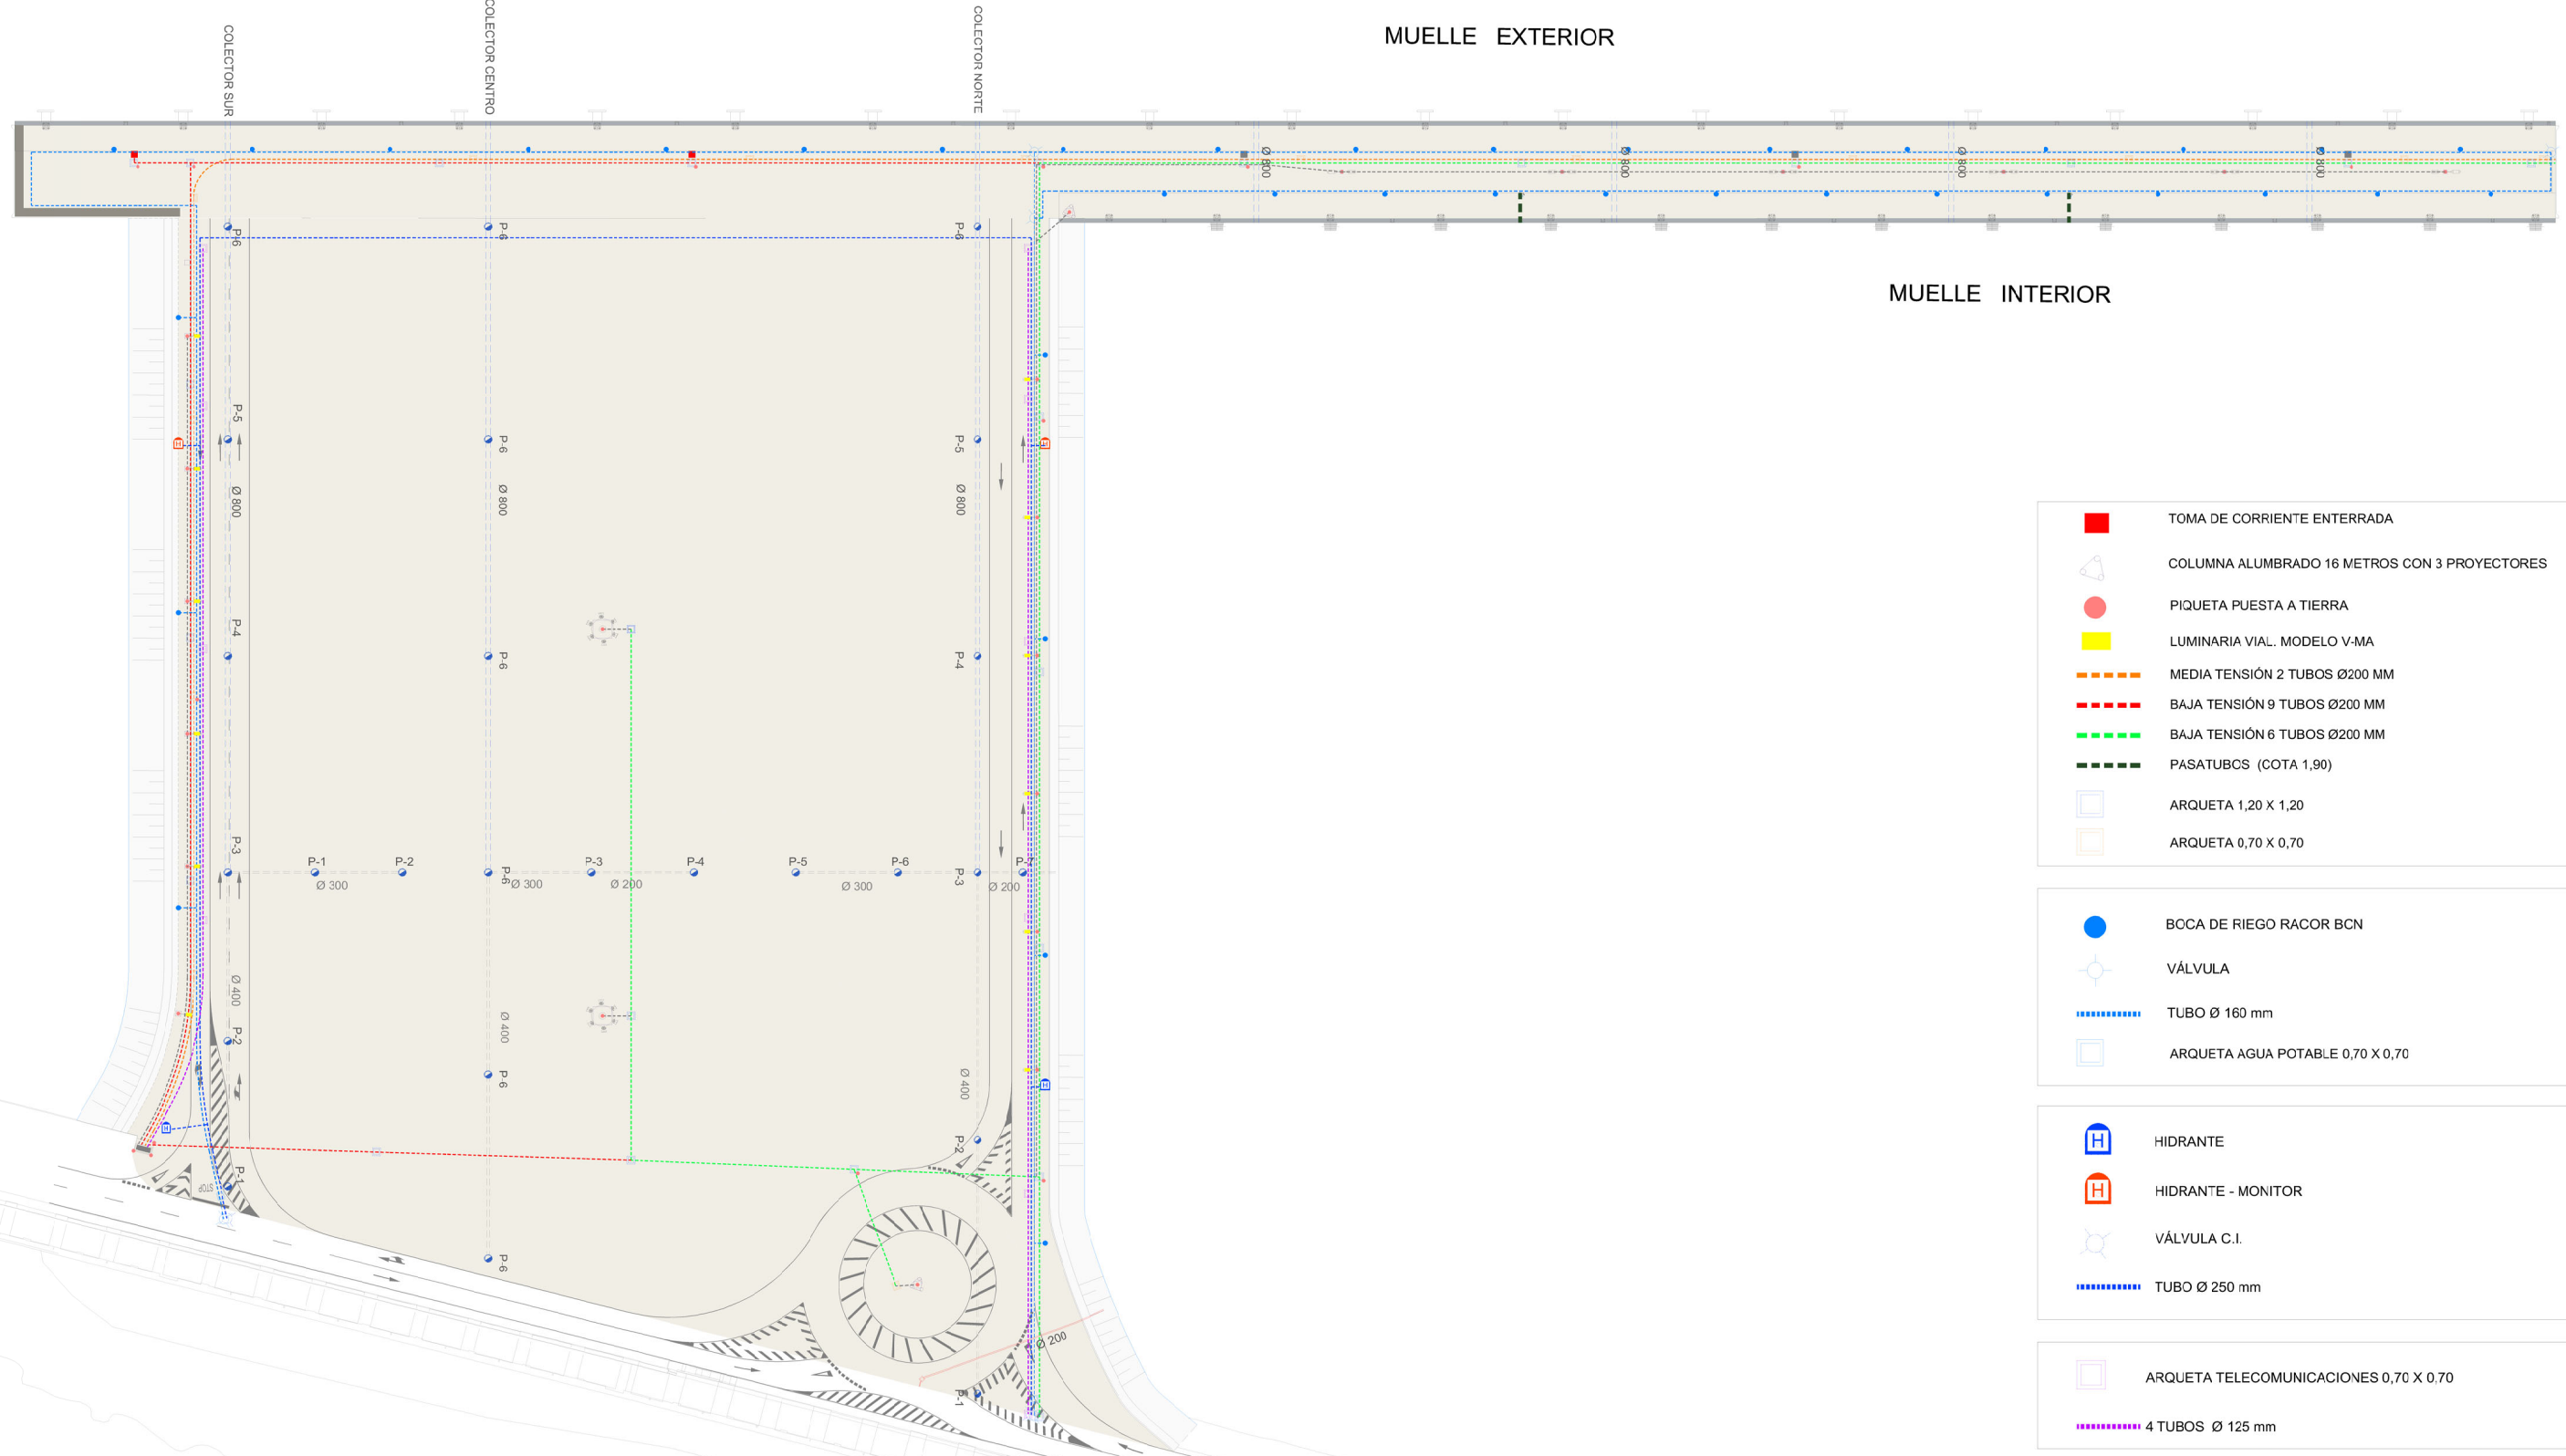 MUELLE EXTERIOR
COLECTOR SUR
COLECTOR CENTRO
COLECTOR NORTE
Ø 800
Ø 800
Ø 800
Ø 800
P-6
P-6
P-6
MUELLE INTERIOR
P-5
P-6
P-5
Ø 800
Ø 800
Ø 800
P-4
P-6
P-4
P-3
P-1
P-2
P-3
P-4
P-5
P-6
P-7
P-6
P-3
Ø 300
Ø 300
Ø 200
Ø 300
Ø 200
Ø 400
Ø 400
Ø 400
P-2
P-6
P-2
P-1
STOP
P-6
Ø 200
P-1
TOMA DE CORRIENTE ENTERRADA
COLUMNA ALUMBRADO 16 METROS CON 3 PROYECTORES
PIQUETA PUESTA A TIERRA
LUMINARIA VIAL. MODELO V-MA
MEDIA TENSIÓN 2 TUBOS Ø200 MM
BAJA TENSIÓN 9 TUBOS Ø200 MM
BAJA TENSIÓN 6 TUBOS Ø200 MM
PASATUBOS (COTA 1,90)
ARQUETA 1,20 X 1,20
ARQUETA 0,70 X 0,70
BOCA DE RIEGO RACOR BCN
VÁLVULA
TUBO Ø 160 mm
ARQUETA AGUA POTABLE 0,70 X 0,70
H HIDRANTE
H HIDRANTE - MONITOR
VÁLVULA C.I.
TUBO Ø 250 mm
ARQUETA TELECOMUNICACIONES 0,70 X 0,70
4 TUBOS Ø 125 mm